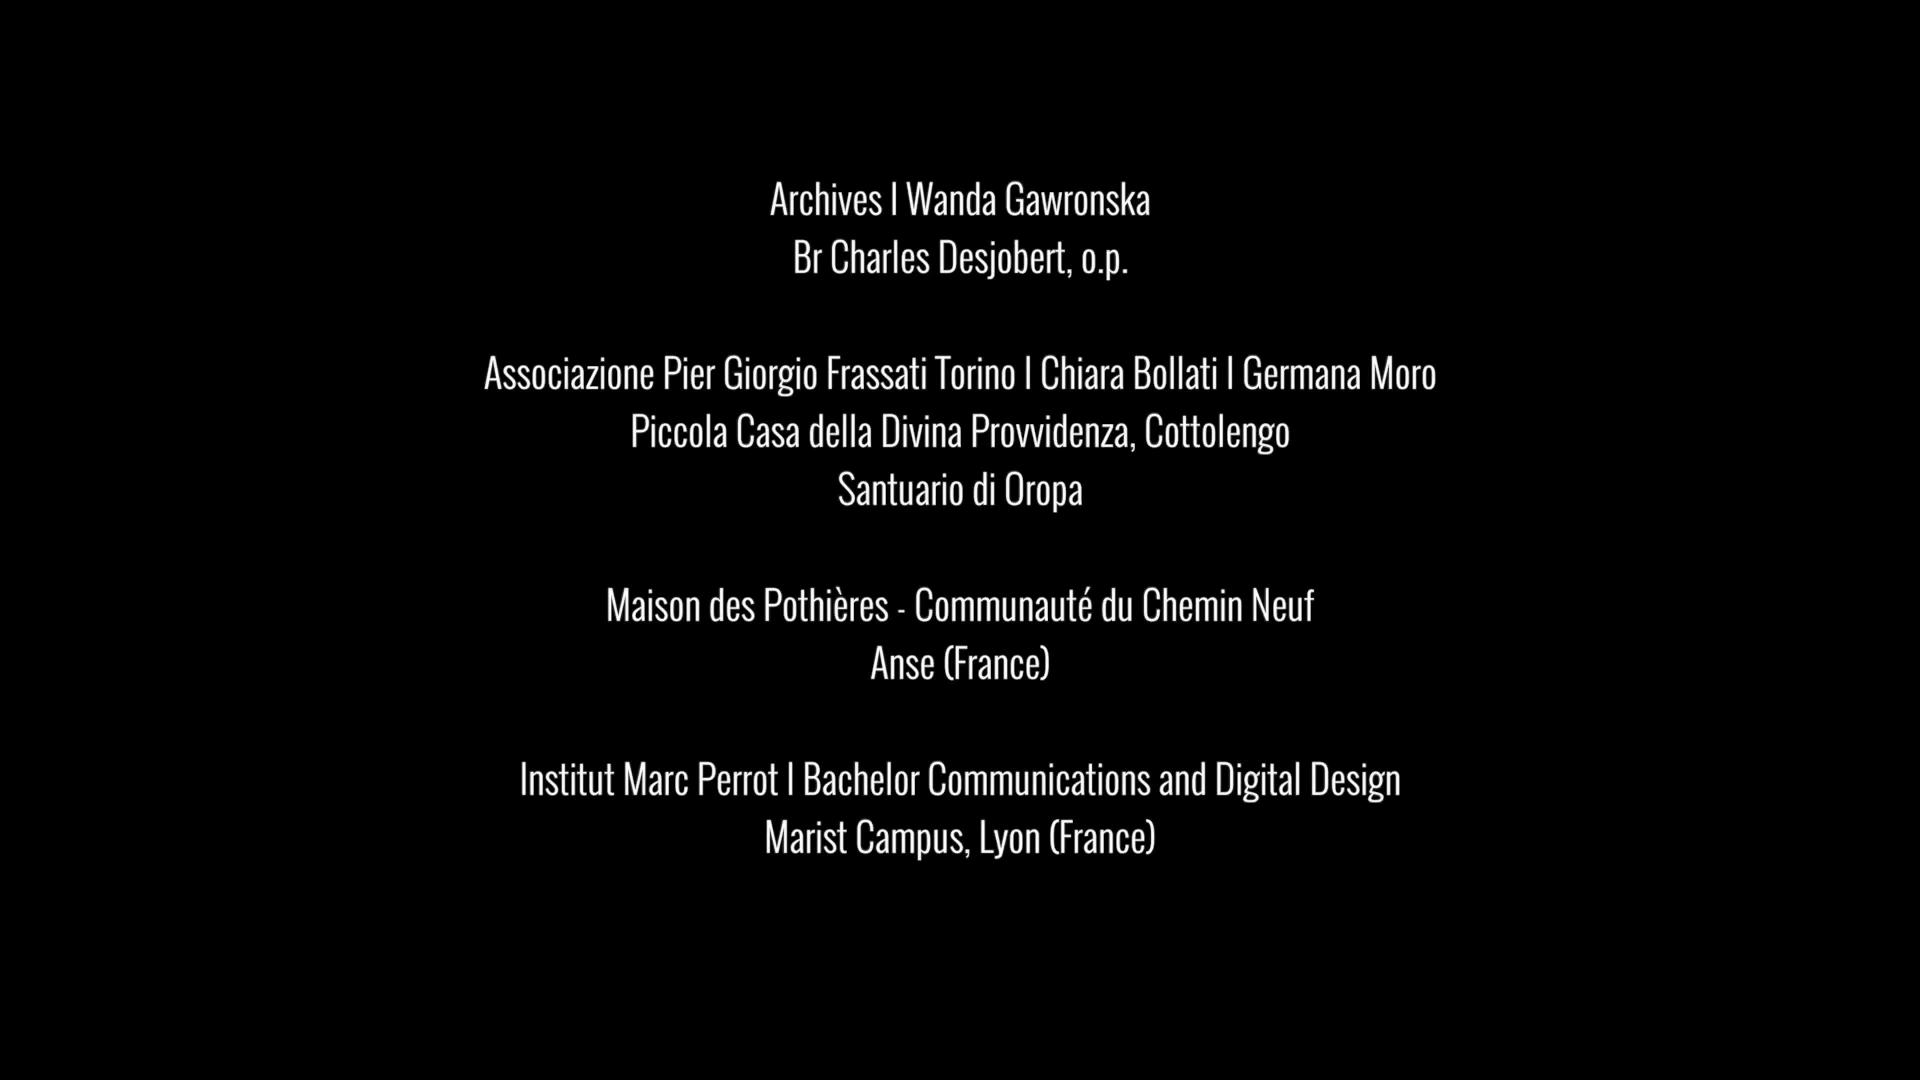 Archives | Wanda Gawronska
Br Charles Desjobert, o.p.
Associazione Pier Giorgio Frassati Torino | Chiara Bollati | Germana Moro
Piccola Casa della Divina Provvidenza, Cottolengo
Santuario di Oropa
Maison des Pothières - Communauté du Chemin Neuf
Anse (France)
Institut Marc Perrot | Bachelor Communications and Digital Design
Marist Campus, Lyon (France)